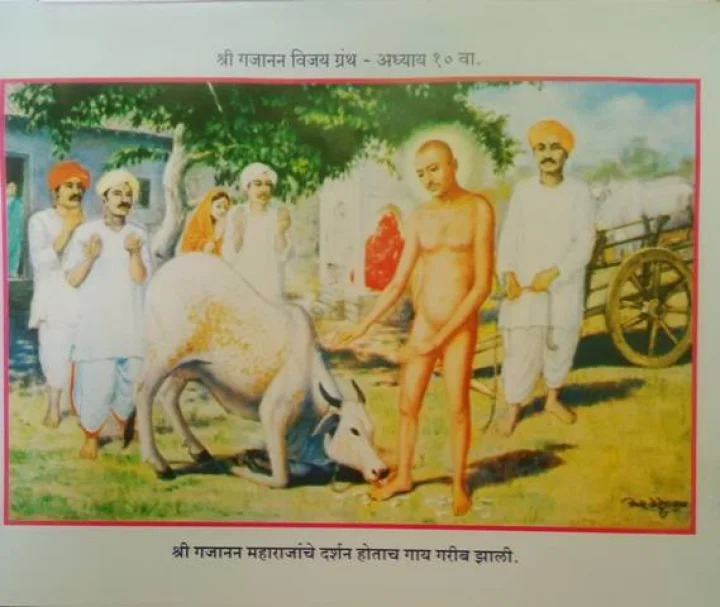 श्री गजानन विजय ग्रंथ - अध्याय १० वा.
श्री गजानन महाराजांचे दर्शन होताच गाय गरीब झाली.